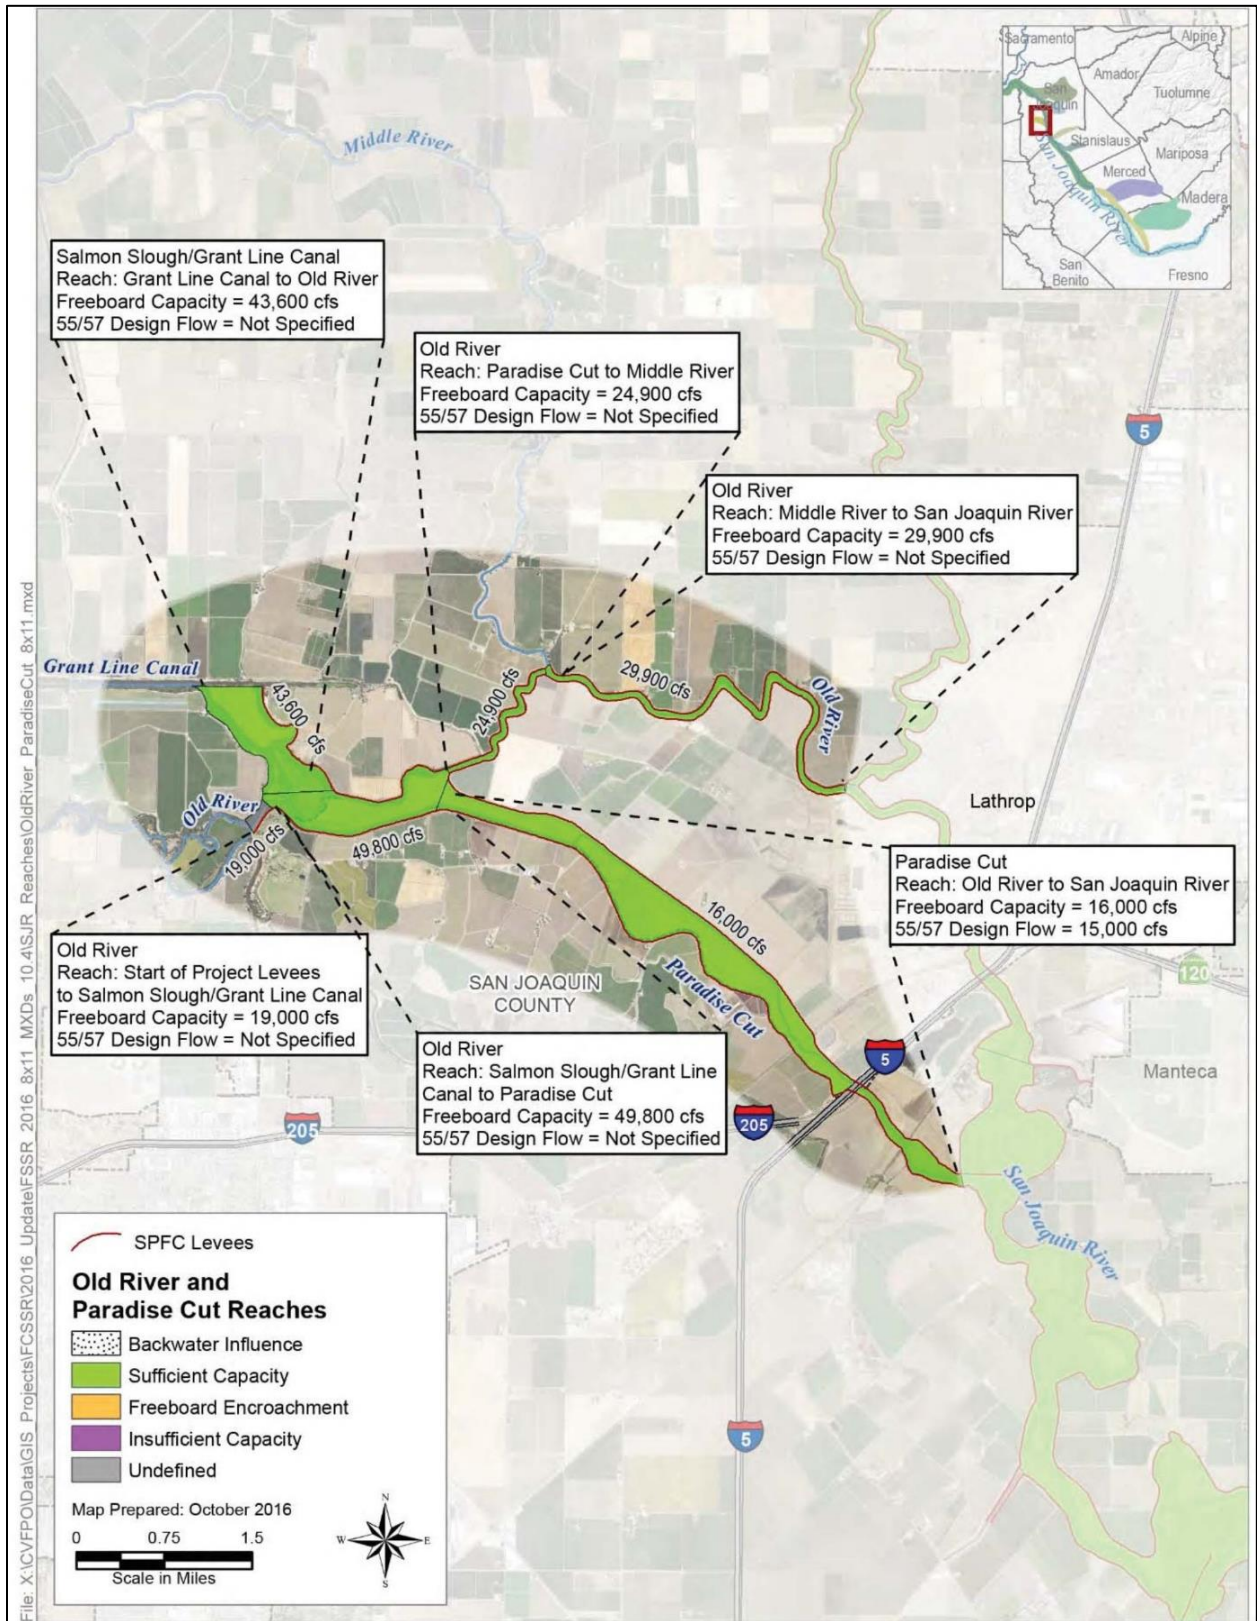 Sacramento
Alpine
Amador
San
Joaquin
Tuolumne
Stanislaus
Mariposa
Merced
San Joaquin River
Madera
San
Benito
Fresno
Middle River
Salmon Slough/Grant Line Canal
Reach: Grant Line Canal to Old River
Freeboard Capacity = 43,600 cfs
55/57 Design Flow = Not Specified
Old River
Reach: Paradise Cut to Middle River
Freeboard Capacity = 24,900 cfs
55/57 Design Flow = Not Specified
5
Old River
Reach: Middle River to San Joaquin River
Freeboard Capacity = 29,900 cfs
55/57 Design Flow = Not Specified
Grant Line Canal
43,600 cfs
24,900 cfs
29,900 cfs
Old River
Old River
19,000 cfs
49,800 cfs
Lathrop
16,000 cfs
Paradise Cut
Reach: Old River to San Joaquin River
Freeboard Capacity = 16,000 cfs
55/57 Design Flow = 15,000 cfs
120
Old River
Reach: Start of Project Levees
to Salmon Slough/Grant Line Canal
Freeboard Capacity = 19,000 cfs
55/57 Design Flow = Not Specified
SAN JOAQUIN
COUNTY
Paradise Cut
Old River
Reach: Salmon Slough/Grant Line
Canal to Paradise Cut
Freeboard Capacity = 49,800 cfs
55/57 Design Flow = Not Specified
5
Manteca
205
205
San Joaquin River
SPFC Levees
Old River and
Paradise Cut Reaches
Backwater Influence
Sufficient Capacity
Freeboard Encroachment
Insufficient Capacity
Undefined
Map Prepared: October 2016
0 0.75 1.5
Scale in Miles
N
W E
S
5
File: X:\CVFPO\Data\GIS_Projects\FCSSR\2016_Update\FSSR_2016_8x11_MXDs_10.4\SJR_Reaches\OldRiver_ParadiseCut_8x11.mxd